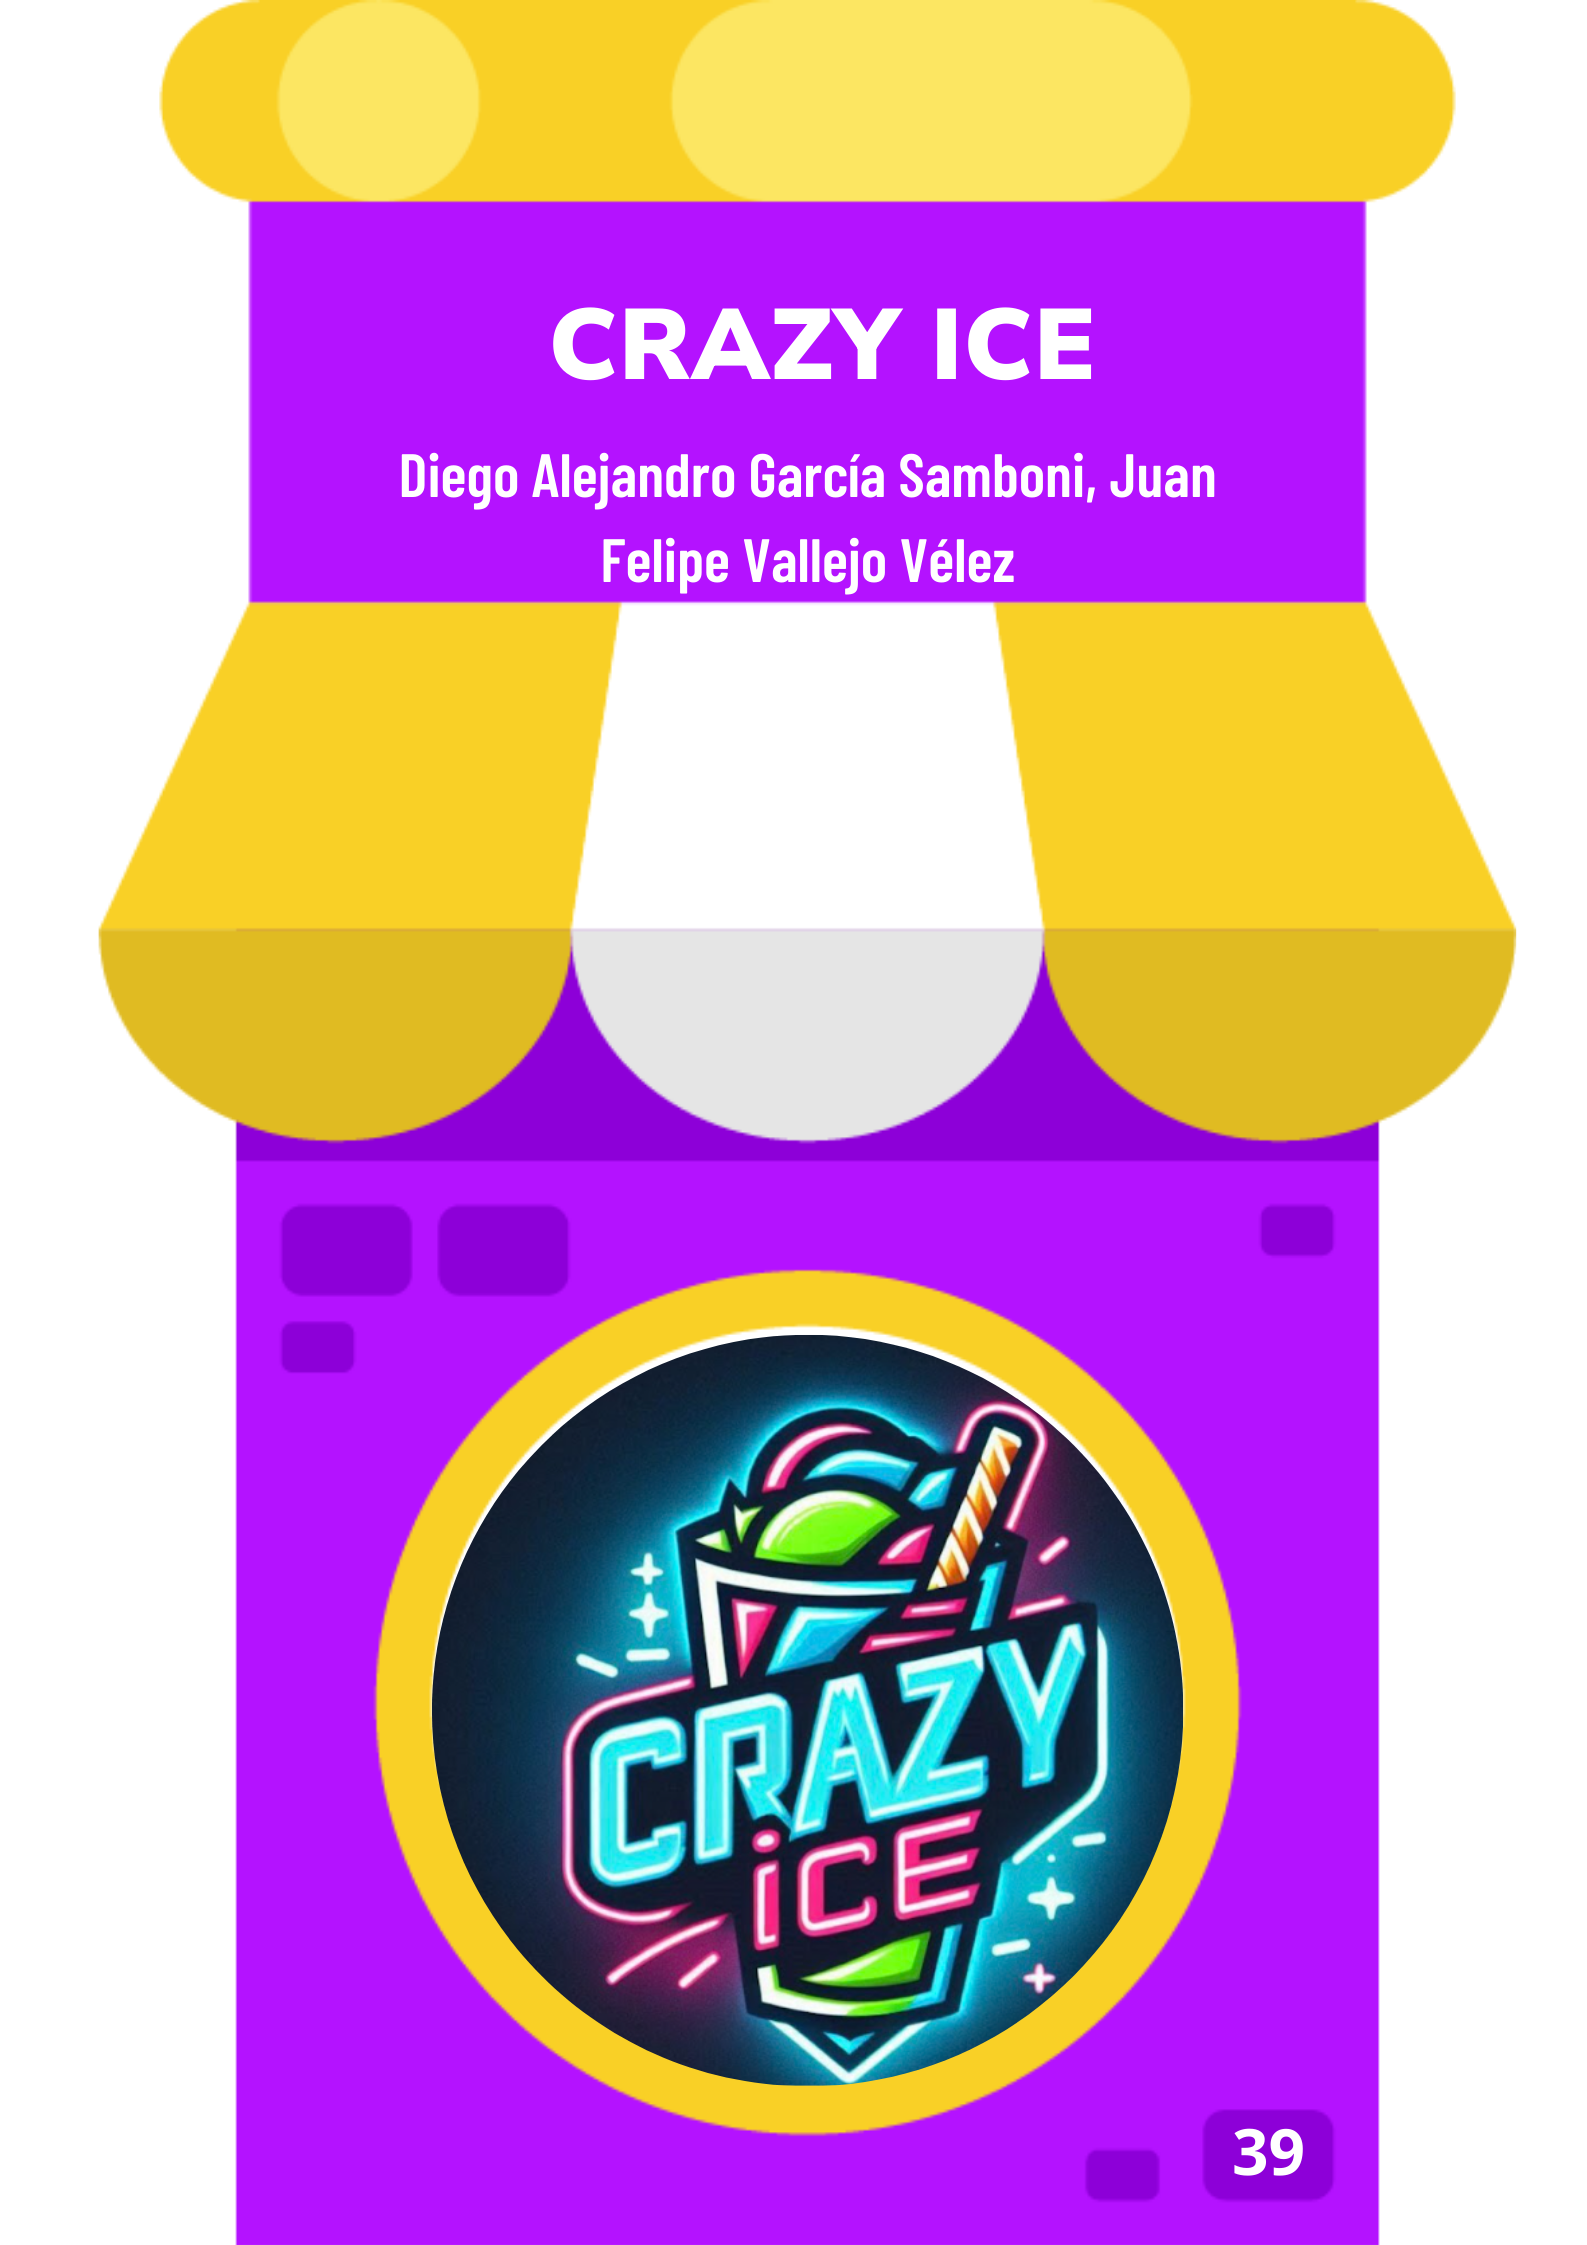 CRAZY ICE
Diego Alejandro García Samboni, Juan
Felipe Vallejo Vélez
CRAZY
iCE
39